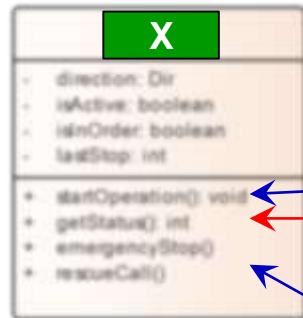 X
- direction: Dir
- isActive: boolean
- isInOrder: boolean
- lastStop: int
+ startOperation(): void
+ getStatus(): int
+ emergencyStop()
+ rescueCall()